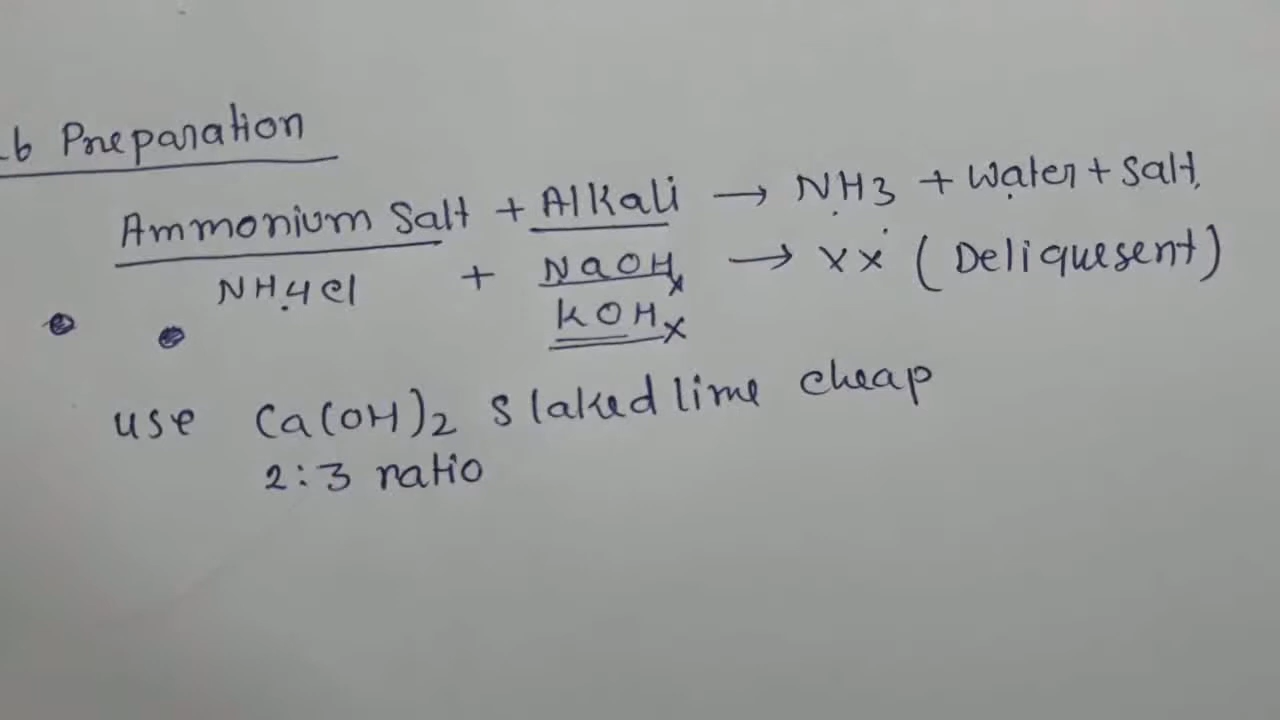 -b Preparation
Ammonium Salt + Alkali → NH3 + Water + Salt.
NH4Cl + NaOH x → x x (Deliquesent)
KOH x
use Ca(OH)2 slaked lime cheap
2:3 ratio